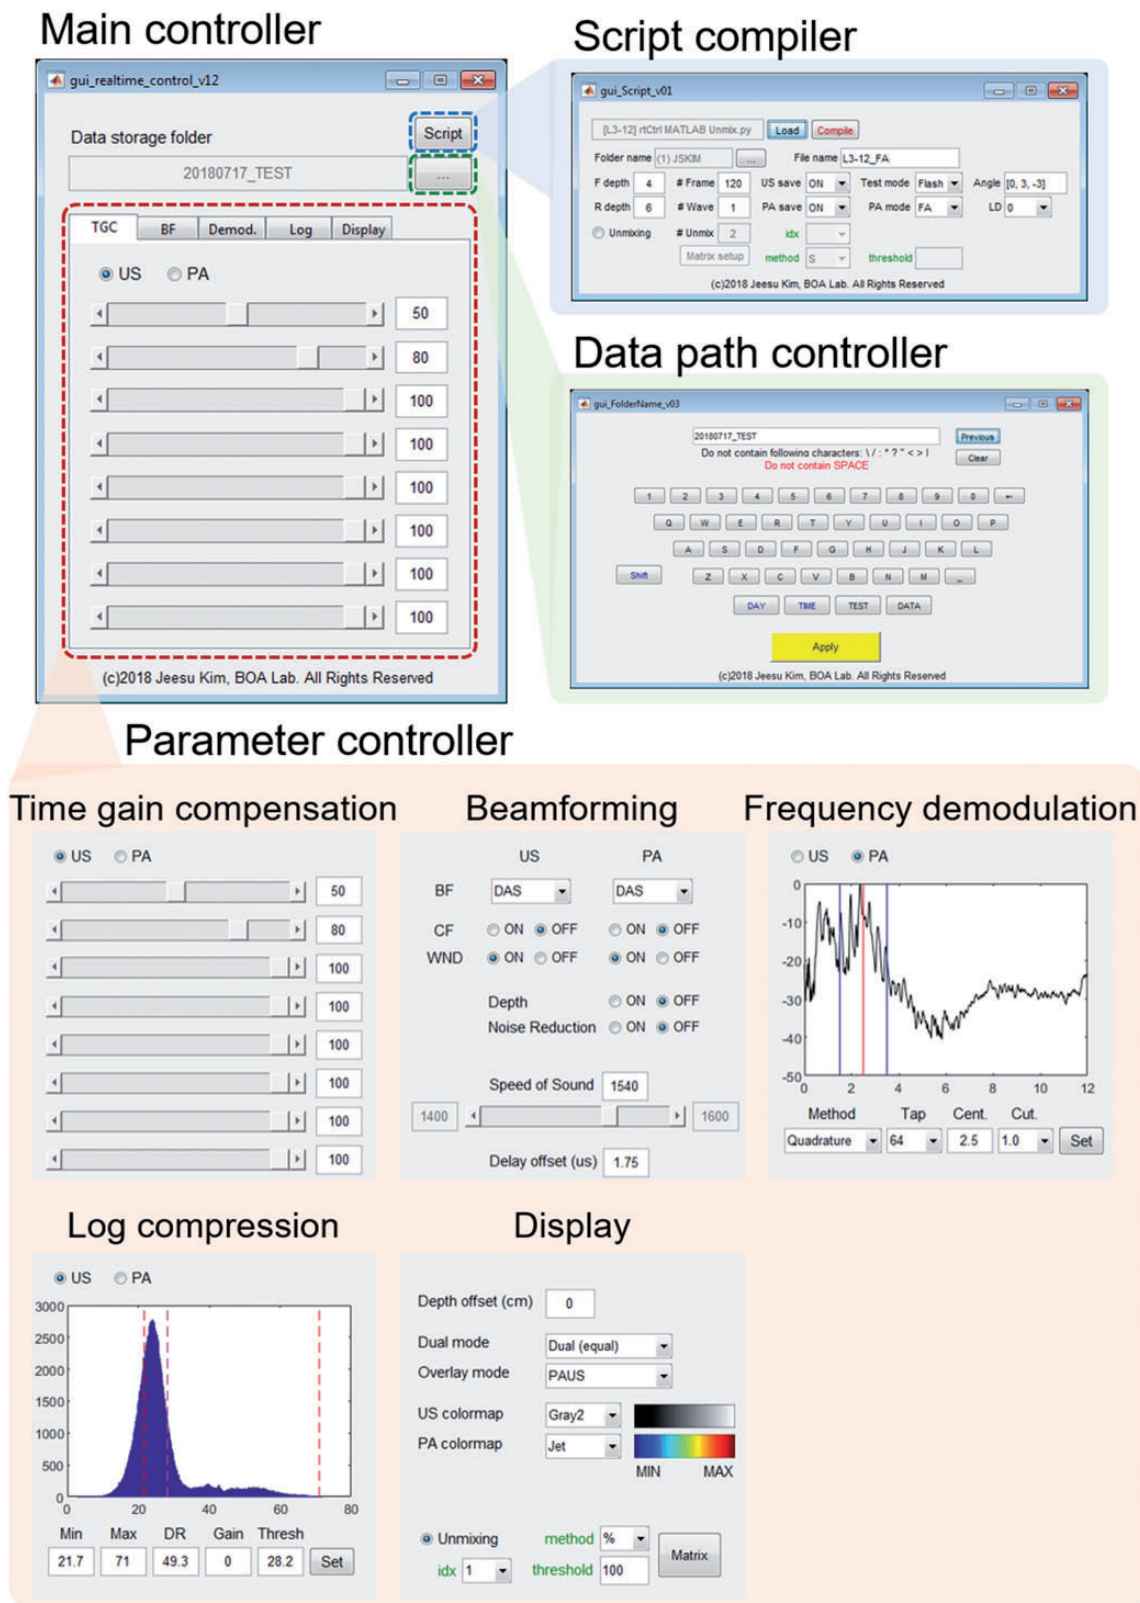 Main controller
gui_realtime_control_v12
Data storage folder
Script
20180717_TEST
...
TGC BF Demod. Log Display
US PA
50
80
100
100
100
100
100
100
(c)2018 Jeesu Kim, BOA Lab. All Rights Reserved
Script compiler
gui_Script_v01
[L3-12] rtCtrl MATLAB Unmix.py Load Compile
Folder name (1) JSKIM ... File name L3-12_FA
F depth 4 # Frame 120 US save ON Test mode Flash Angle [0, 3, -3]
R depth 6 # Wave 1 PA save ON PA mode FA LD 0
Unmixing # Unmix 2 idx
Matrix setup method S threshold
(c)2018 Jeesu Kim, BOA Lab. All Rights Reserved
Data path controller
gui_FolderName_v03
20180717_TEST Previous
Do not contain following characters: \ / : * ? " < > | Clear
Do not contain SPACE
1 2 3 4 5 6 7 8 9 0 ←
Q W E R T Y U I O P
A S D F G H J K L
Shift Z X C V B N M _
DAY TIME TEST DATA
Apply
(c)2018 Jeesu Kim, BOA Lab. All Rights Reserved
Parameter controller
Time gain compensation
US PA
50
80
100
100
100
100
100
100
Beamforming
US PA
BF DAS DAS
CF ON OFF ON OFF
WND ON OFF ON OFF
Depth ON OFF
Noise Reduction ON OFF
Speed of Sound 1540
1400 1600
Delay offset (us) 1.75
Frequency demodulation
US PA
0
-10
-20
-30
-40
-50
0 2 4 6 8 10 12
Method Tap Cent. Cut.
Quadrature 64 2.5 1.0 Set
Log compression
US PA
3000
2500
2000
1500
1000
500
0
0 20 40 60 80
Min Max DR Gain Thresh
21.7 71 49.3 0 28.2 Set
Display
Depth offset (cm) 0
Dual mode Dual (equal)
Overlay mode PAUS
US colormap Gray2
PA colormap Jet
MIN MAX
Unmixing method %
idx 1 threshold 100
Matrix